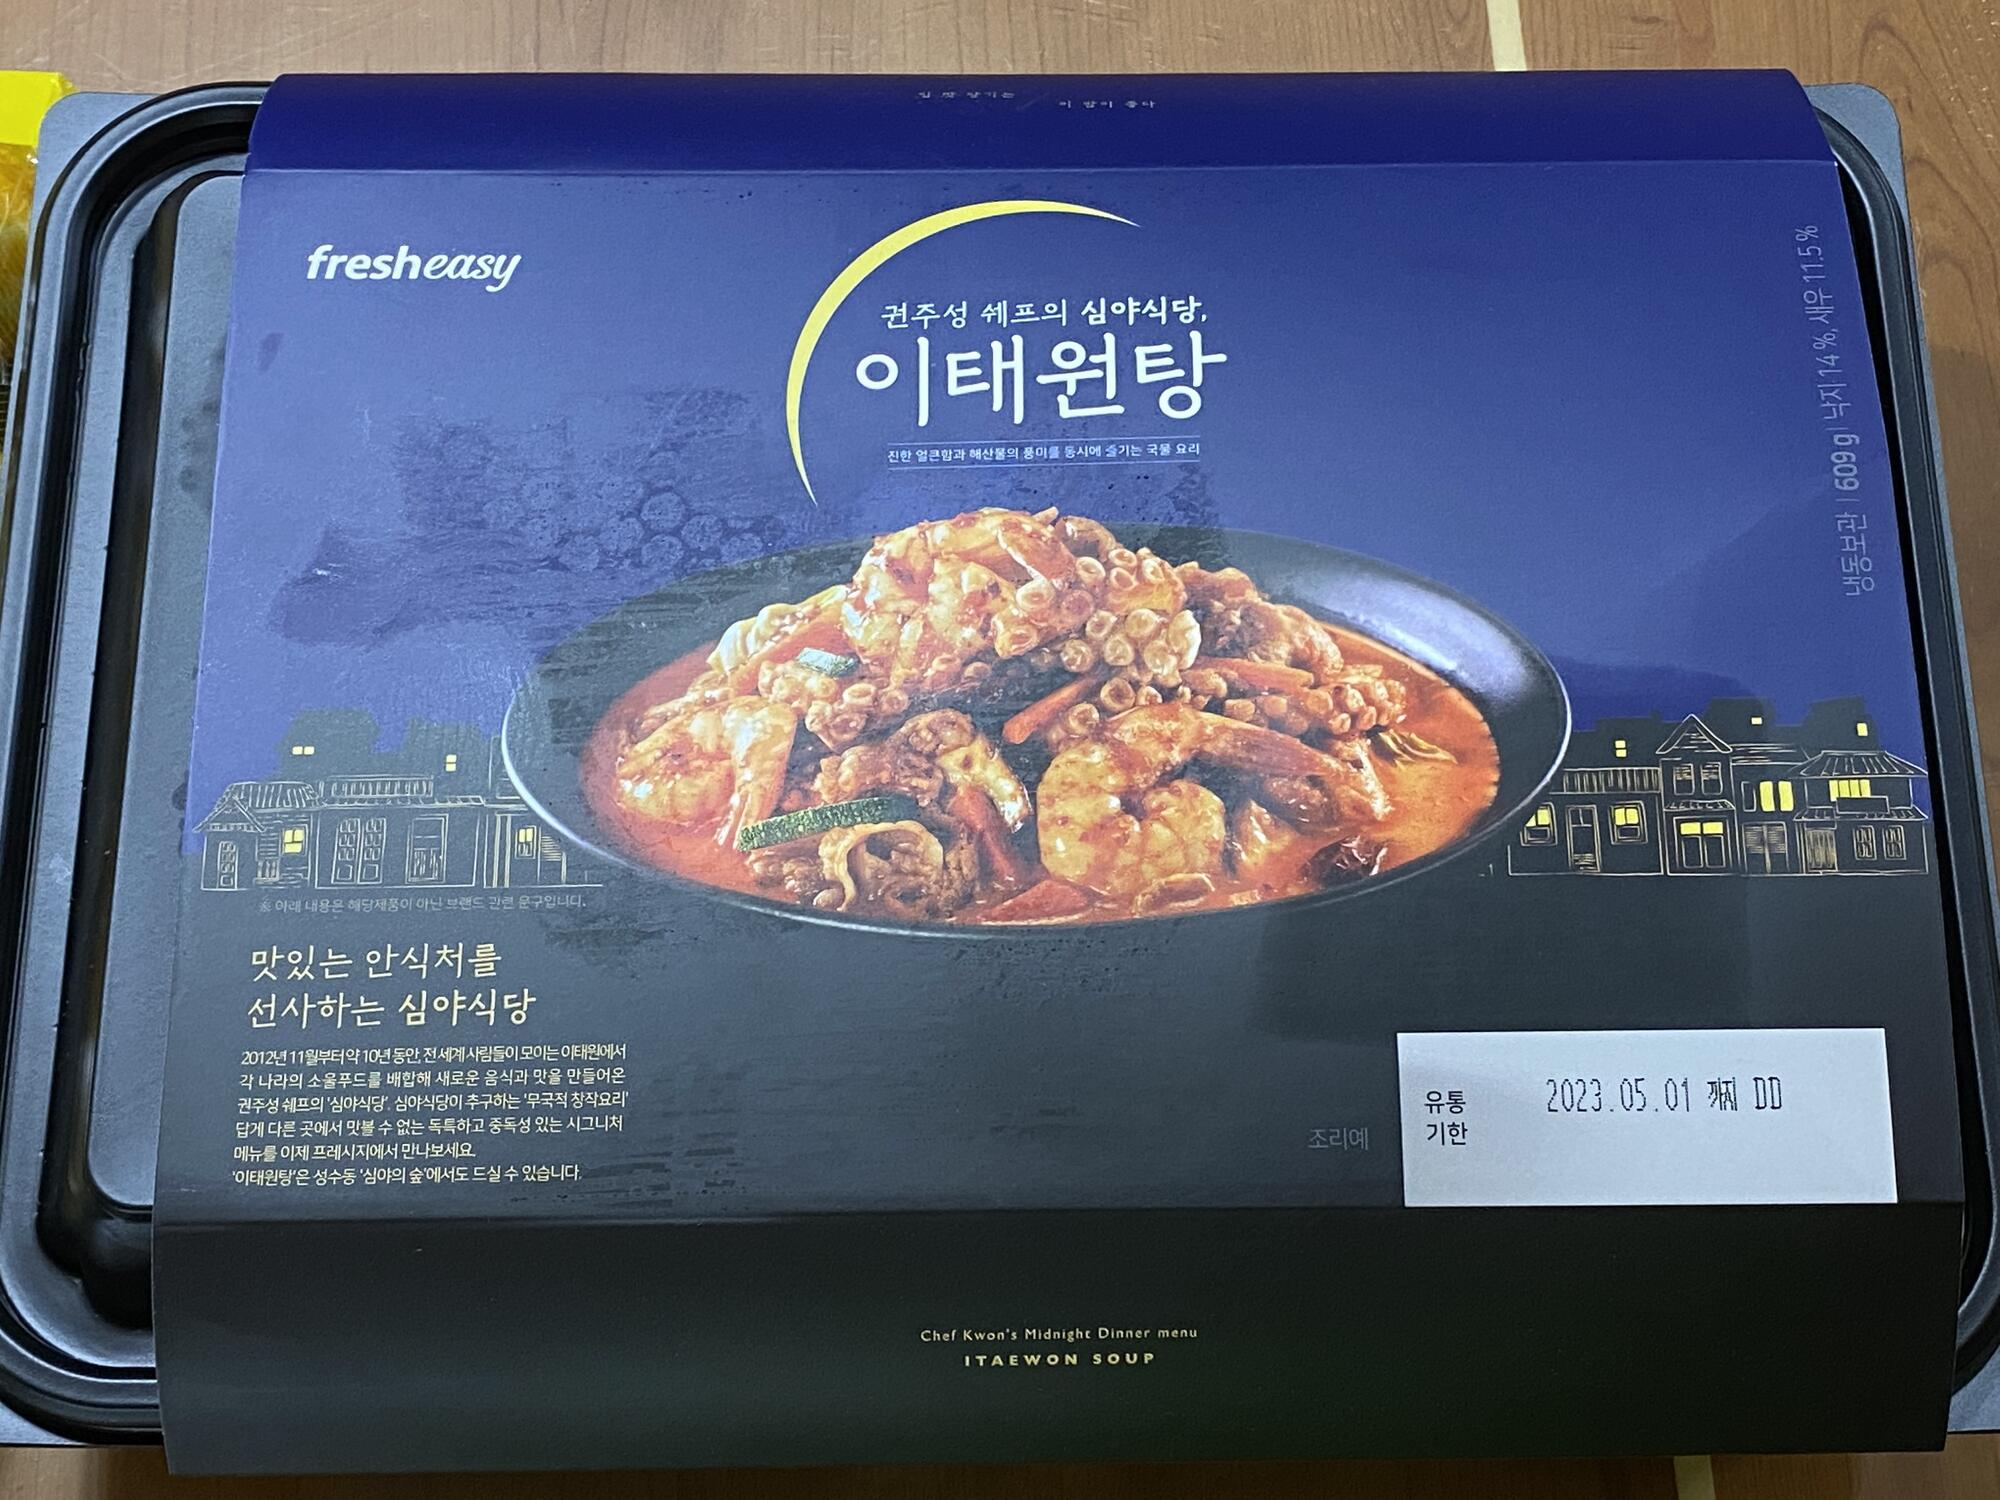 이 밤이 좋다
fresheasy
권주성 쉐프의 심야식당,
이태원탕
진한 얼큰함과 해산물의 풍미를 동시에 즐기는 국물 요리
냉동보관 | 609 g | 낙지 14%, 새우 11.5%
※ 아래 내용은 해당제품이 아닌 브랜드 관련 문구입니다.
맛있는 안식처를
선사하는 심야식당
2012년 11월부터 약 10년 동안, 전 세계 사람들이 모이는 이태원에서
각 나라의 소울푸드를 배합해 새로운 음식과 맛을 만들어온
권주성 쉐프의 '심야식당'. 심야식당이 추구하는 '무국적 창작요리'
답게 다른 곳에서 맛볼 수 없는 독특하고 중독성 있는 시그니처
메뉴를 이제 프레시지에서 만나보세요.
'이태원탕'은 성수동 '심야의 숲'에서도 드실 수 있습니다.
조리예
유통
기한
2023.05.01 까지 DD
Chef Kwon's Midnight Dinner menu
ITAEWON SOUP